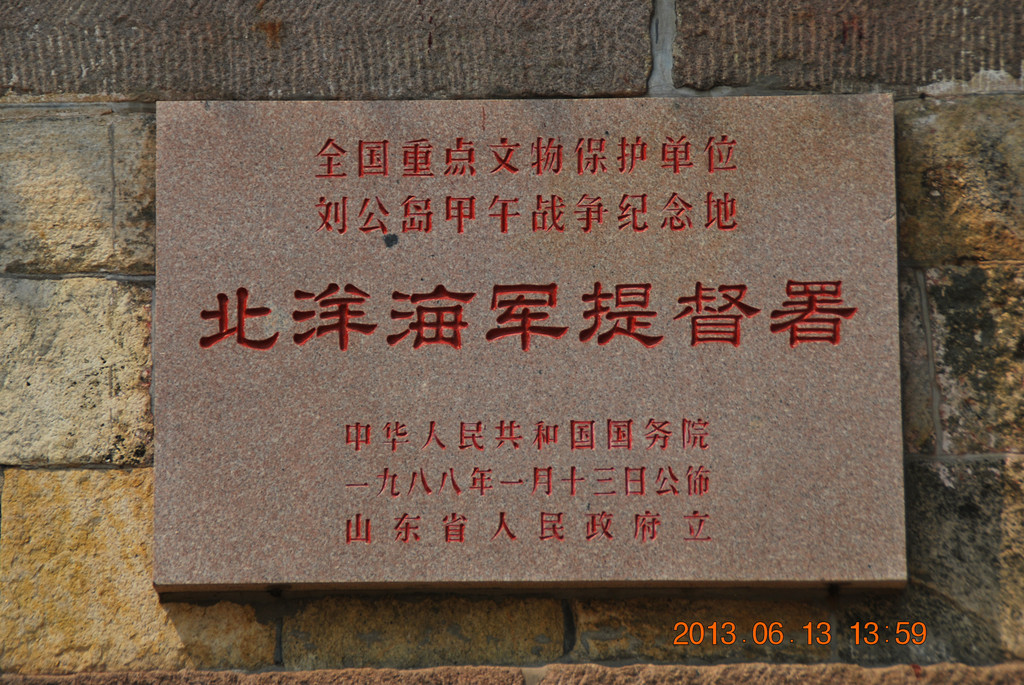 全国重点文物保护单位
刘公岛甲午战争纪念地
北洋海军提督署
中华人民共和国国务院
一九八八年一月十三日公佈
山东省人民政府立
2013.06.13 13:59